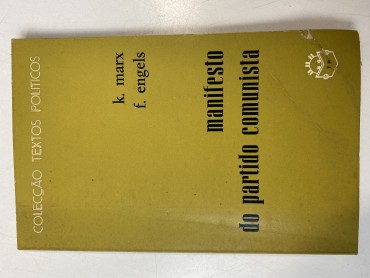 COLECÇÃO TEXTOS POLÍTICOS
k. marx
f. engels
manifesto
do partido comunista